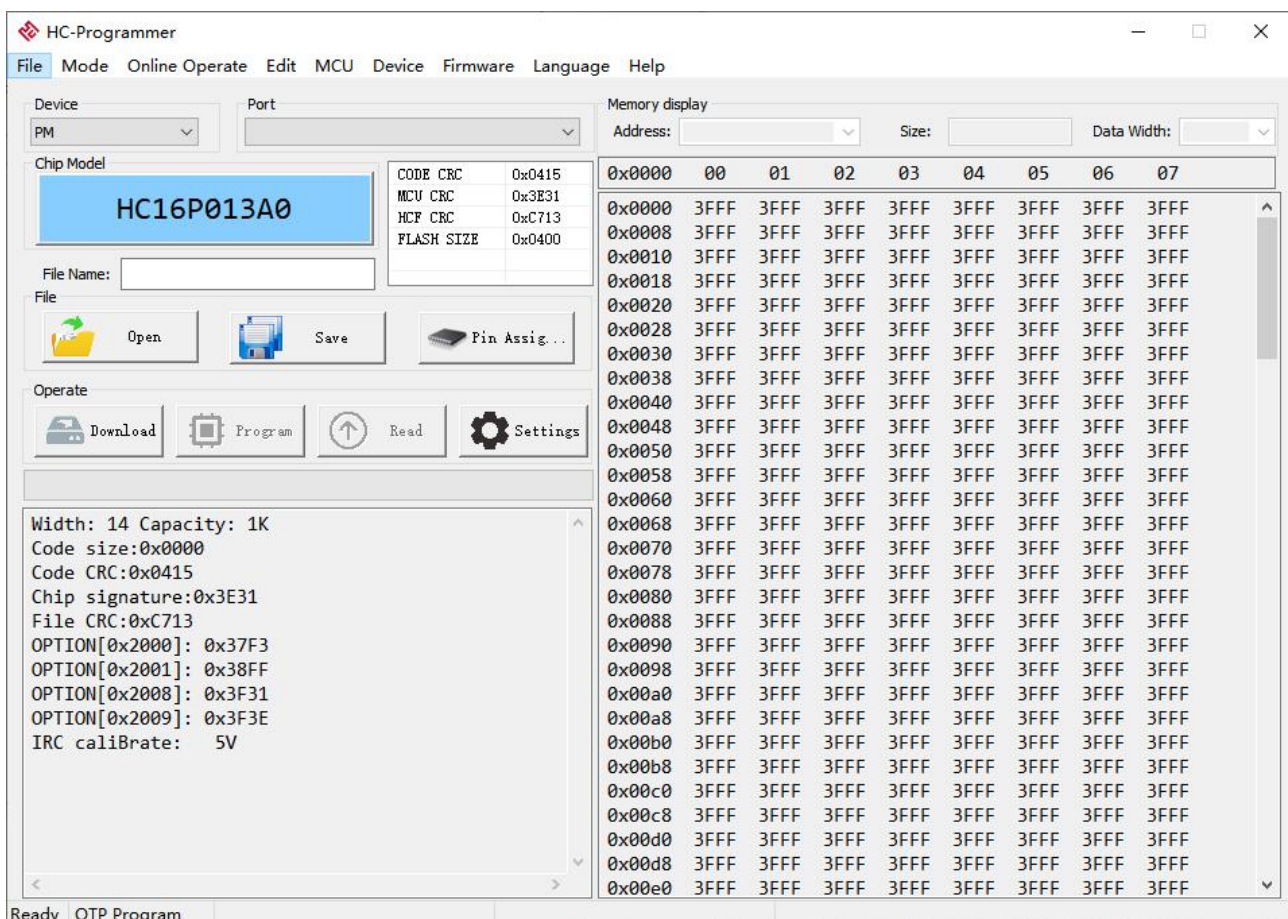 HC-Programmer
File Mode Online Operate Edit MCU Device Firmware Language Help
Device
PM
Port
Chip Model
HC16P013A0
CODE CRC 0x0415
MCU CRC 0x3E31
HCF CRC 0xC713
FLASH SIZE 0x0400
File Name:
File
Open
Save
Pin Assig...
Operate
Download
Program
Read
Settings
Width: 14 Capacity: 1K
Code size:0x0000
Code CRC:0x0415
Chip signature:0x3E31
File CRC:0xC713
OPTION[0x2000]: 0x37F3
OPTION[0x2001]: 0x38FF
OPTION[0x2008]: 0x3F31
OPTION[0x2009]: 0x3F3E
IRC caliBrate: 5V
Memory display
Address: Size: Data Width:
0x0000 00 01 02 03 04 05 06 07
0x0000 3FFF 3FFF 3FFF 3FFF 3FFF 3FFF 3FFF 3FFF
0x0008 3FFF 3FFF 3FFF 3FFF 3FFF 3FFF 3FFF 3FFF
0x0010 3FFF 3FFF 3FFF 3FFF 3FFF 3FFF 3FFF 3FFF
0x0018 3FFF 3FFF 3FFF 3FFF 3FFF 3FFF 3FFF 3FFF
0x0020 3FFF 3FFF 3FFF 3FFF 3FFF 3FFF 3FFF 3FFF
0x0028 3FFF 3FFF 3FFF 3FFF 3FFF 3FFF 3FFF 3FFF
0x0030 3FFF 3FFF 3FFF 3FFF 3FFF 3FFF 3FFF 3FFF
0x0038 3FFF 3FFF 3FFF 3FFF 3FFF 3FFF 3FFF 3FFF
0x0040 3FFF 3FFF 3FFF 3FFF 3FFF 3FFF 3FFF 3FFF
0x0048 3FFF 3FFF 3FFF 3FFF 3FFF 3FFF 3FFF 3FFF
0x0050 3FFF 3FFF 3FFF 3FFF 3FFF 3FFF 3FFF 3FFF
0x0058 3FFF 3FFF 3FFF 3FFF 3FFF 3FFF 3FFF 3FFF
0x0060 3FFF 3FFF 3FFF 3FFF 3FFF 3FFF 3FFF 3FFF
0x0068 3FFF 3FFF 3FFF 3FFF 3FFF 3FFF 3FFF 3FFF
0x0070 3FFF 3FFF 3FFF 3FFF 3FFF 3FFF 3FFF 3FFF
0x0078 3FFF 3FFF 3FFF 3FFF 3FFF 3FFF 3FFF 3FFF
0x0080 3FFF 3FFF 3FFF 3FFF 3FFF 3FFF 3FFF 3FFF
0x0088 3FFF 3FFF 3FFF 3FFF 3FFF 3FFF 3FFF 3FFF
0x0090 3FFF 3FFF 3FFF 3FFF 3FFF 3FFF 3FFF 3FFF
0x0098 3FFF 3FFF 3FFF 3FFF 3FFF 3FFF 3FFF 3FFF
0x00a0 3FFF 3FFF 3FFF 3FFF 3FFF 3FFF 3FFF 3FFF
0x00a8 3FFF 3FFF 3FFF 3FFF 3FFF 3FFF 3FFF 3FFF
0x00b0 3FFF 3FFF 3FFF 3FFF 3FFF 3FFF 3FFF 3FFF
0x00b8 3FFF 3FFF 3FFF 3FFF 3FFF 3FFF 3FFF 3FFF
0x00c0 3FFF 3FFF 3FFF 3FFF 3FFF 3FFF 3FFF 3FFF
0x00c8 3FFF 3FFF 3FFF 3FFF 3FFF 3FFF 3FFF 3FFF
0x00d0 3FFF 3FFF 3FFF 3FFF 3FFF 3FFF 3FFF 3FFF
0x00d8 3FFF 3FFF 3FFF 3FFF 3FFF 3FFF 3FFF 3FFF
0x00e0 3FFF 3FFF 3FFF 3FFF 3FFF 3FFF 3FFF 3FFF
Ready OTP Program